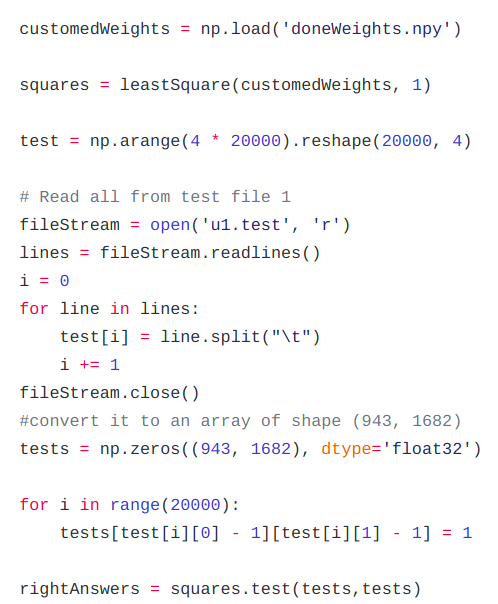 customedWeights = np.load('doneWeights.npy')
squares = leastSquare(customedWeights, 1)
test = np.arange(4 * 20000).reshape(20000, 4)
# Read all from test file 1
fileStream = open('u1.test', 'r')
lines = fileStream.readlines()
i = 0
for line in lines:
    test[i] = line.split("\t")
    i += 1
fileStream.close()
#convert it to an array of shape (943, 1682)
tests = np.zeros((943, 1682), dtype='float32')
for i in range(20000):
    tests[test[i][0] - 1][test[i][1] - 1] = 1
rightAnswers = squares.test(tests,tests)